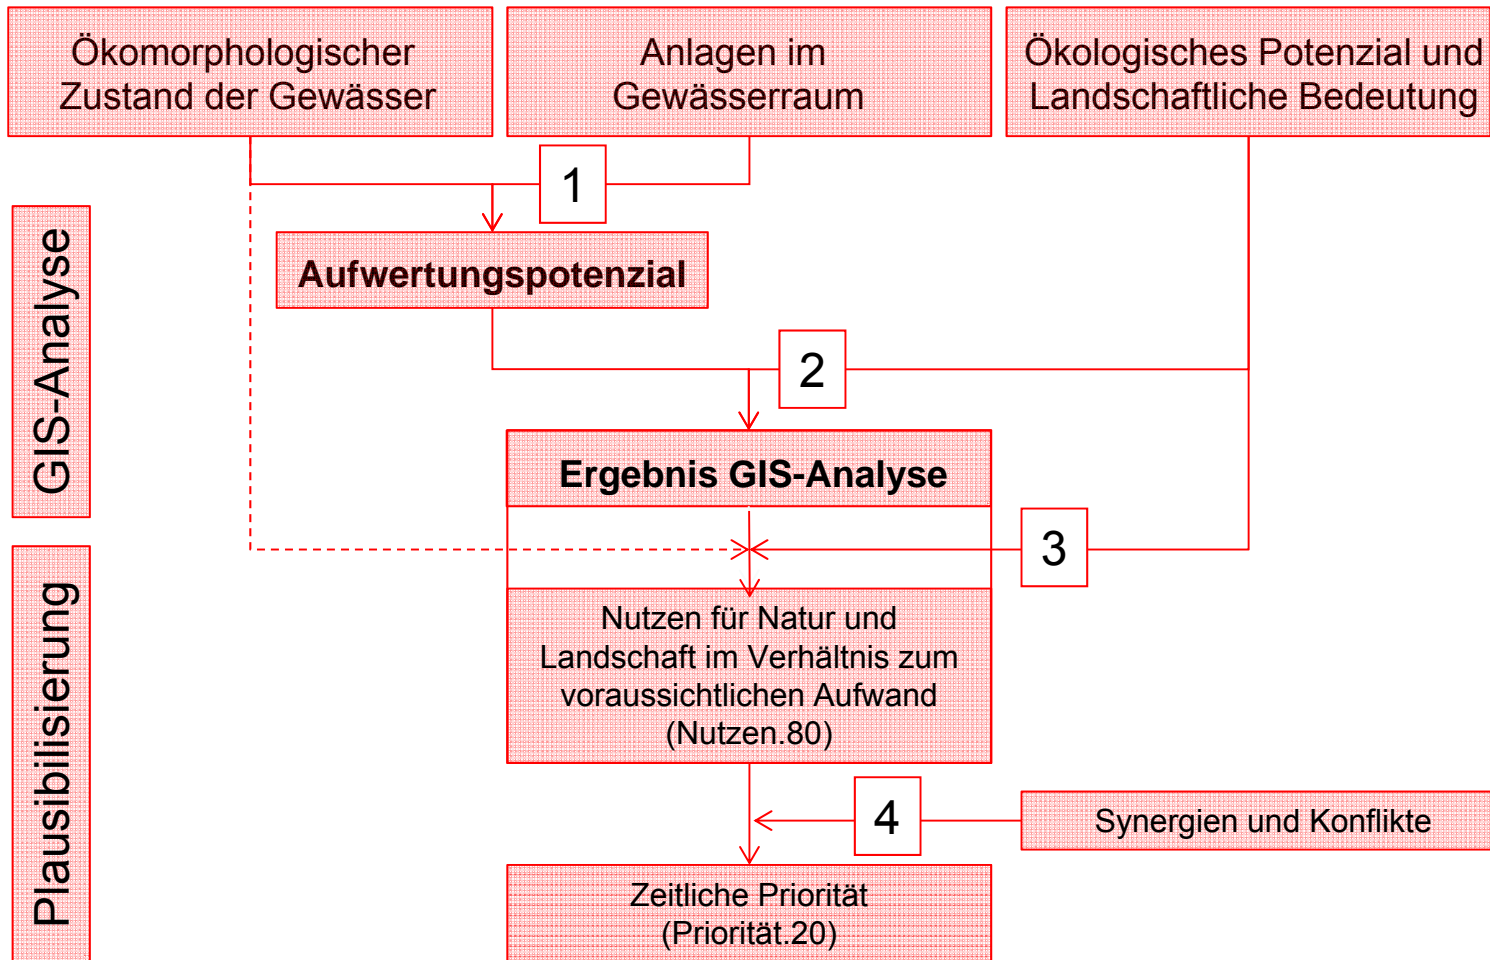 Ökomorphologischer
Zustand der Gewässer
Anlagen im
Gewässerraum
Ökologisches Potenzial und
Landschaftliche Bedeutung
1
GIS-Analyse
Aufwertungspotenzial
2
Ergebnis GIS-Analyse
3
Plausibilisierung
Nutzen für Natur und
Landschaft im Verhältnis zum
voraussichtlichen Aufwand
(Nutzen.80)
4
Synergien und Konflikte
Zeitliche Priorität
(Priorität.20)